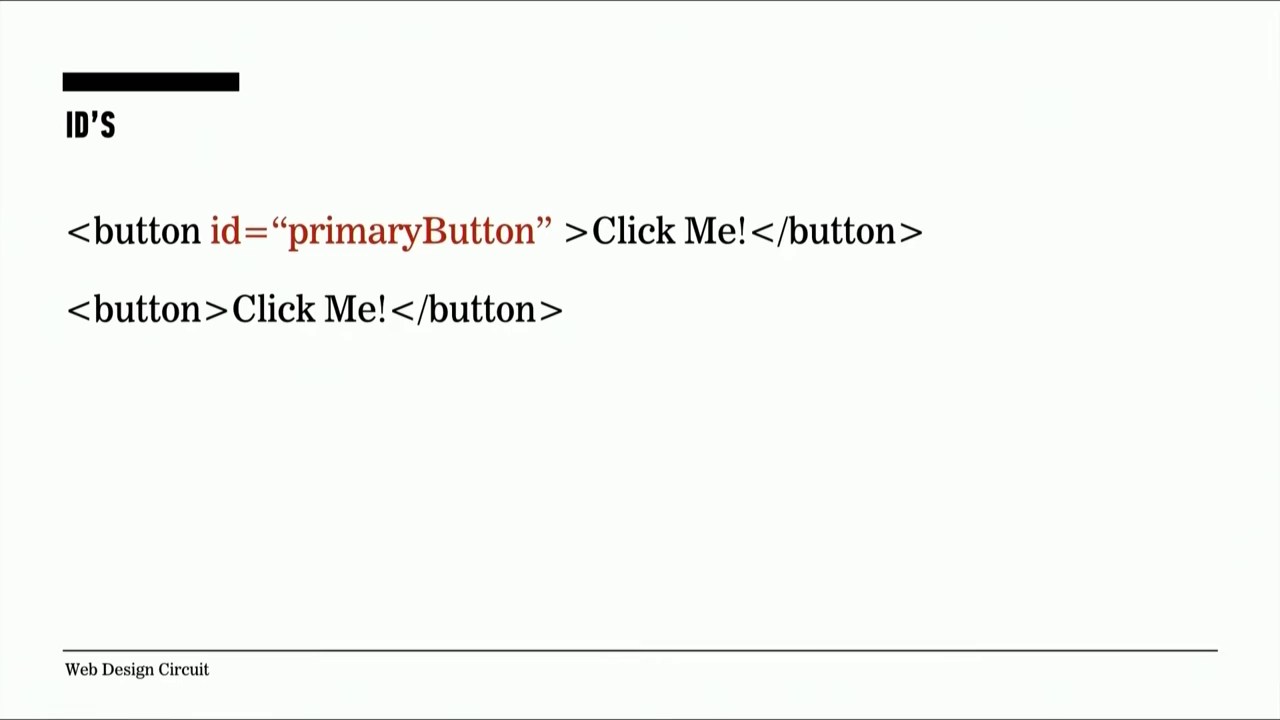 ID’S
<button id=“primaryButton” >Click Me!</button>
<button>Click Me!</button>
Web Design Circuit